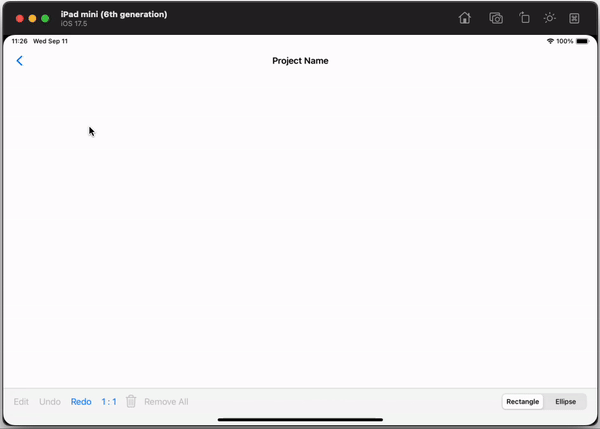 iPad mini (6th generation)
iOS 17.5
11:26 Wed Sep 11 100%
Project Name
Edit Undo Redo 1 : 1 Remove All Rectangle Ellipse